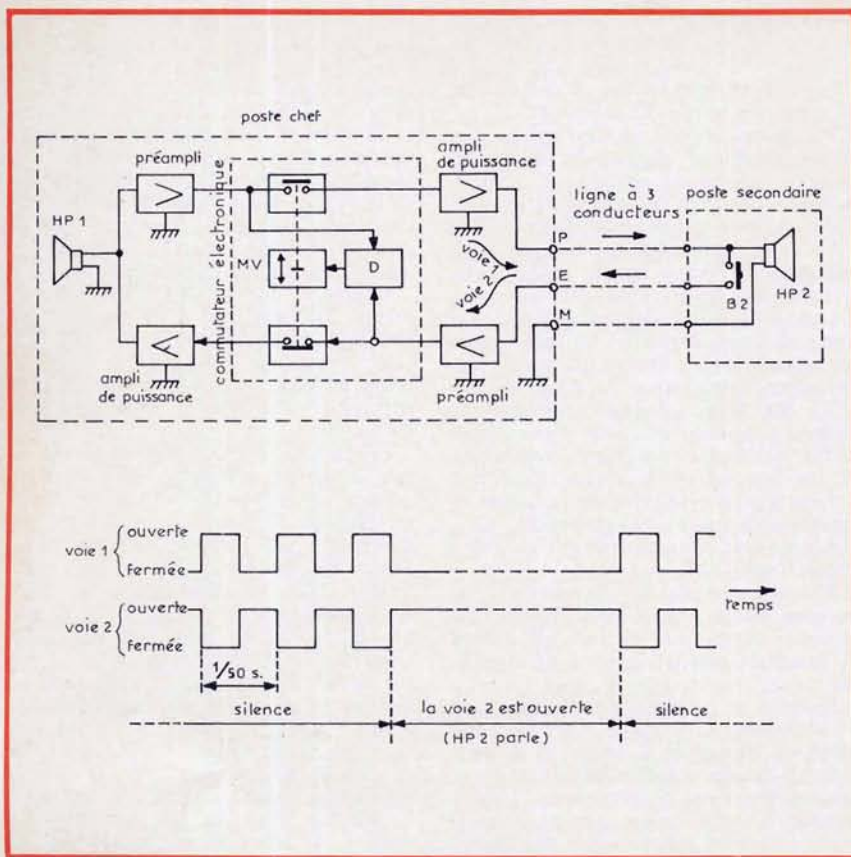 poste chef
préampli
ampli
de puissance
HP 1
commutateur électronique
MV
D
voie 1
voie 2
ligne à 3
conducteurs
poste secondaire
P
E
M
B 2
HP 2
ampli
de puissance
préampli
voie 1
ouverte
fermée
voie 2
ouverte
fermée
temps
1/50 s.
silence
la voie 2 est ouverte
(HP 2 parle)
silence